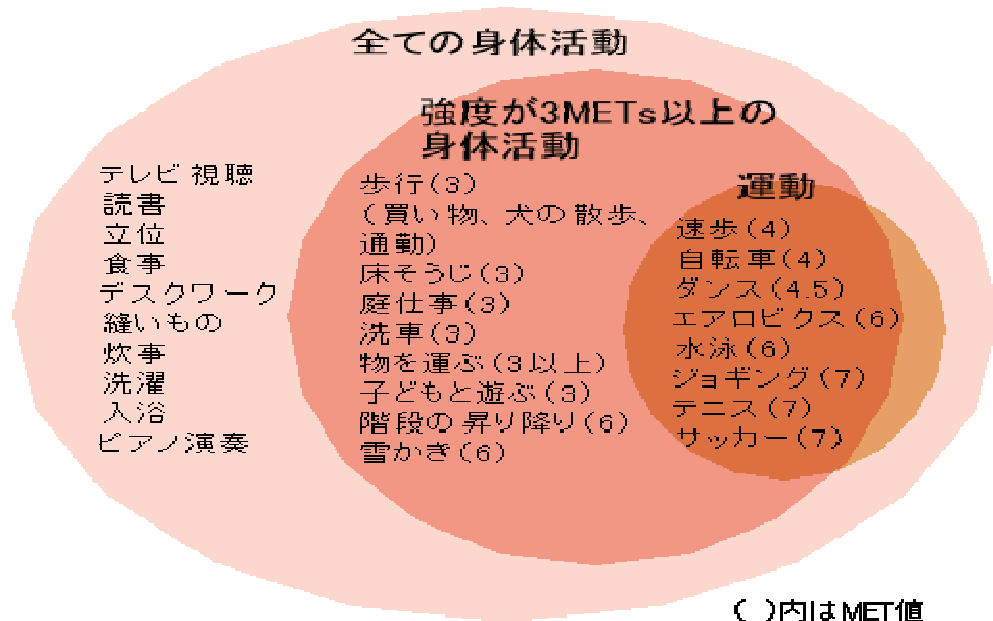 全ての身体活動
強度が3METs以上の
身体活動
テレビ視聴
読書
立位
食事
デスクワーク
縫いもの
炊事
洗濯
入浴
ピアノ演奏
歩行(3)
(買い物、犬の散歩、
通勤)
床そうじ(3)
庭仕事(3)
洗車(3)
物を運ぶ(3以上)
子どもと遊ぶ(3)
階段の昇り降り(6)
雪かき(6)
運動
速歩(4)
自転車(4)
ダンス(4.5)
エアロビクス(6)
水泳(6)
ジョギング(7)
テニス(7)
サッカー(7)
( )内はMET値